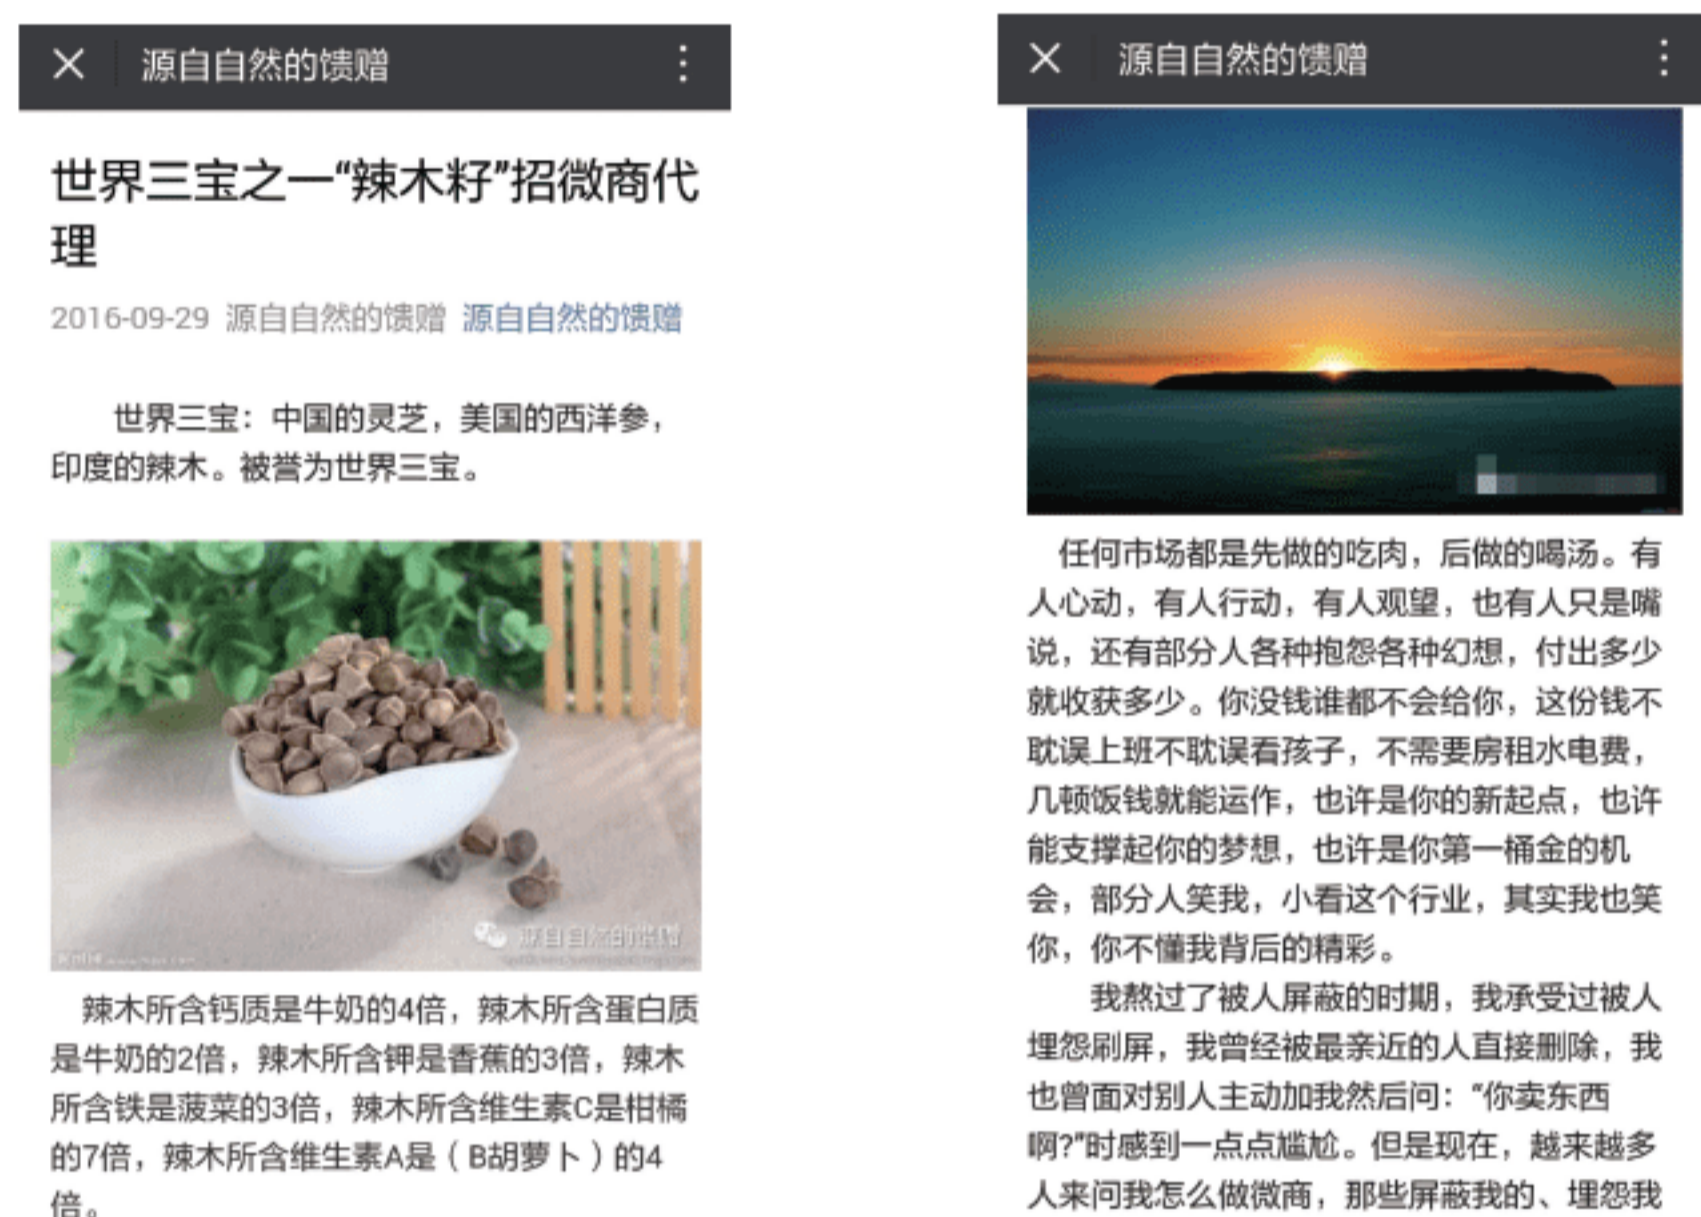 源自自然的馈赠
世界三宝之一“辣木籽”招微商代
理
2016-09-29 源自自然的馈赠 源自自然的馈赠
世界三宝：中国的灵芝，美国的西洋参，
印度的辣木。被誉为世界三宝。
源自自然的馈赠
辣木所含钙质是牛奶的4倍，辣木所含蛋白质
是牛奶的2倍，辣木所含钾是香蕉的3倍，辣木
所含铁是菠菜的3倍，辣木所含维生素C是柑橘
的7倍，辣木所含维生素A是（B胡萝卜）的4
倍。
源自自然的馈赠
任何市场都是先做的吃肉，后做的喝汤。有
人心动，有人行动，有人观望，也有人只是嘴
说，还有部分人各种抱怨各种幻想，付出多少
就收获多少。你没钱谁都不会给你，这份钱不
耽误上班不耽误看孩子，不需要房租水电费，
几顿饭钱就能运作，也许是你的新起点，也许
能支撑起你的梦想，也许是你第一桶金的机
会，部分人笑我，小看这个行业，其实我也笑
你，你不懂我背后的精彩。
我熬过了被人屏蔽的时期，我承受过被人
埋怨刷屏，我曾经被最亲近的人直接删除，我
也曾面对别人主动加我然后问：“你卖东西
啊?”时感到一点点尴尬。但是现在，越来越多
人来问我怎么做微商，那些屏蔽我的、埋怨我